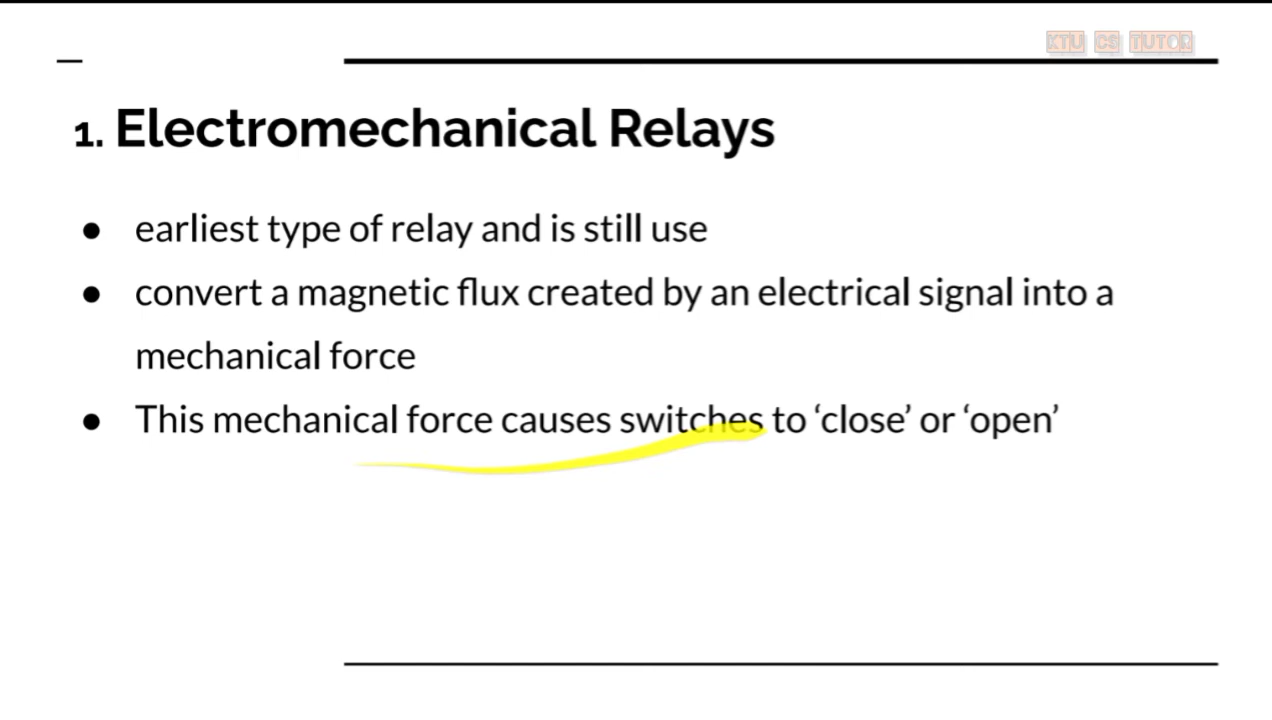 KTU CS TUTOR
1. Electromechanical Relays
● earliest type of relay and is still use
● convert a magnetic flux created by an electrical signal into a
mechanical force
● This mechanical force causes switches to ‘close’ or ‘open’